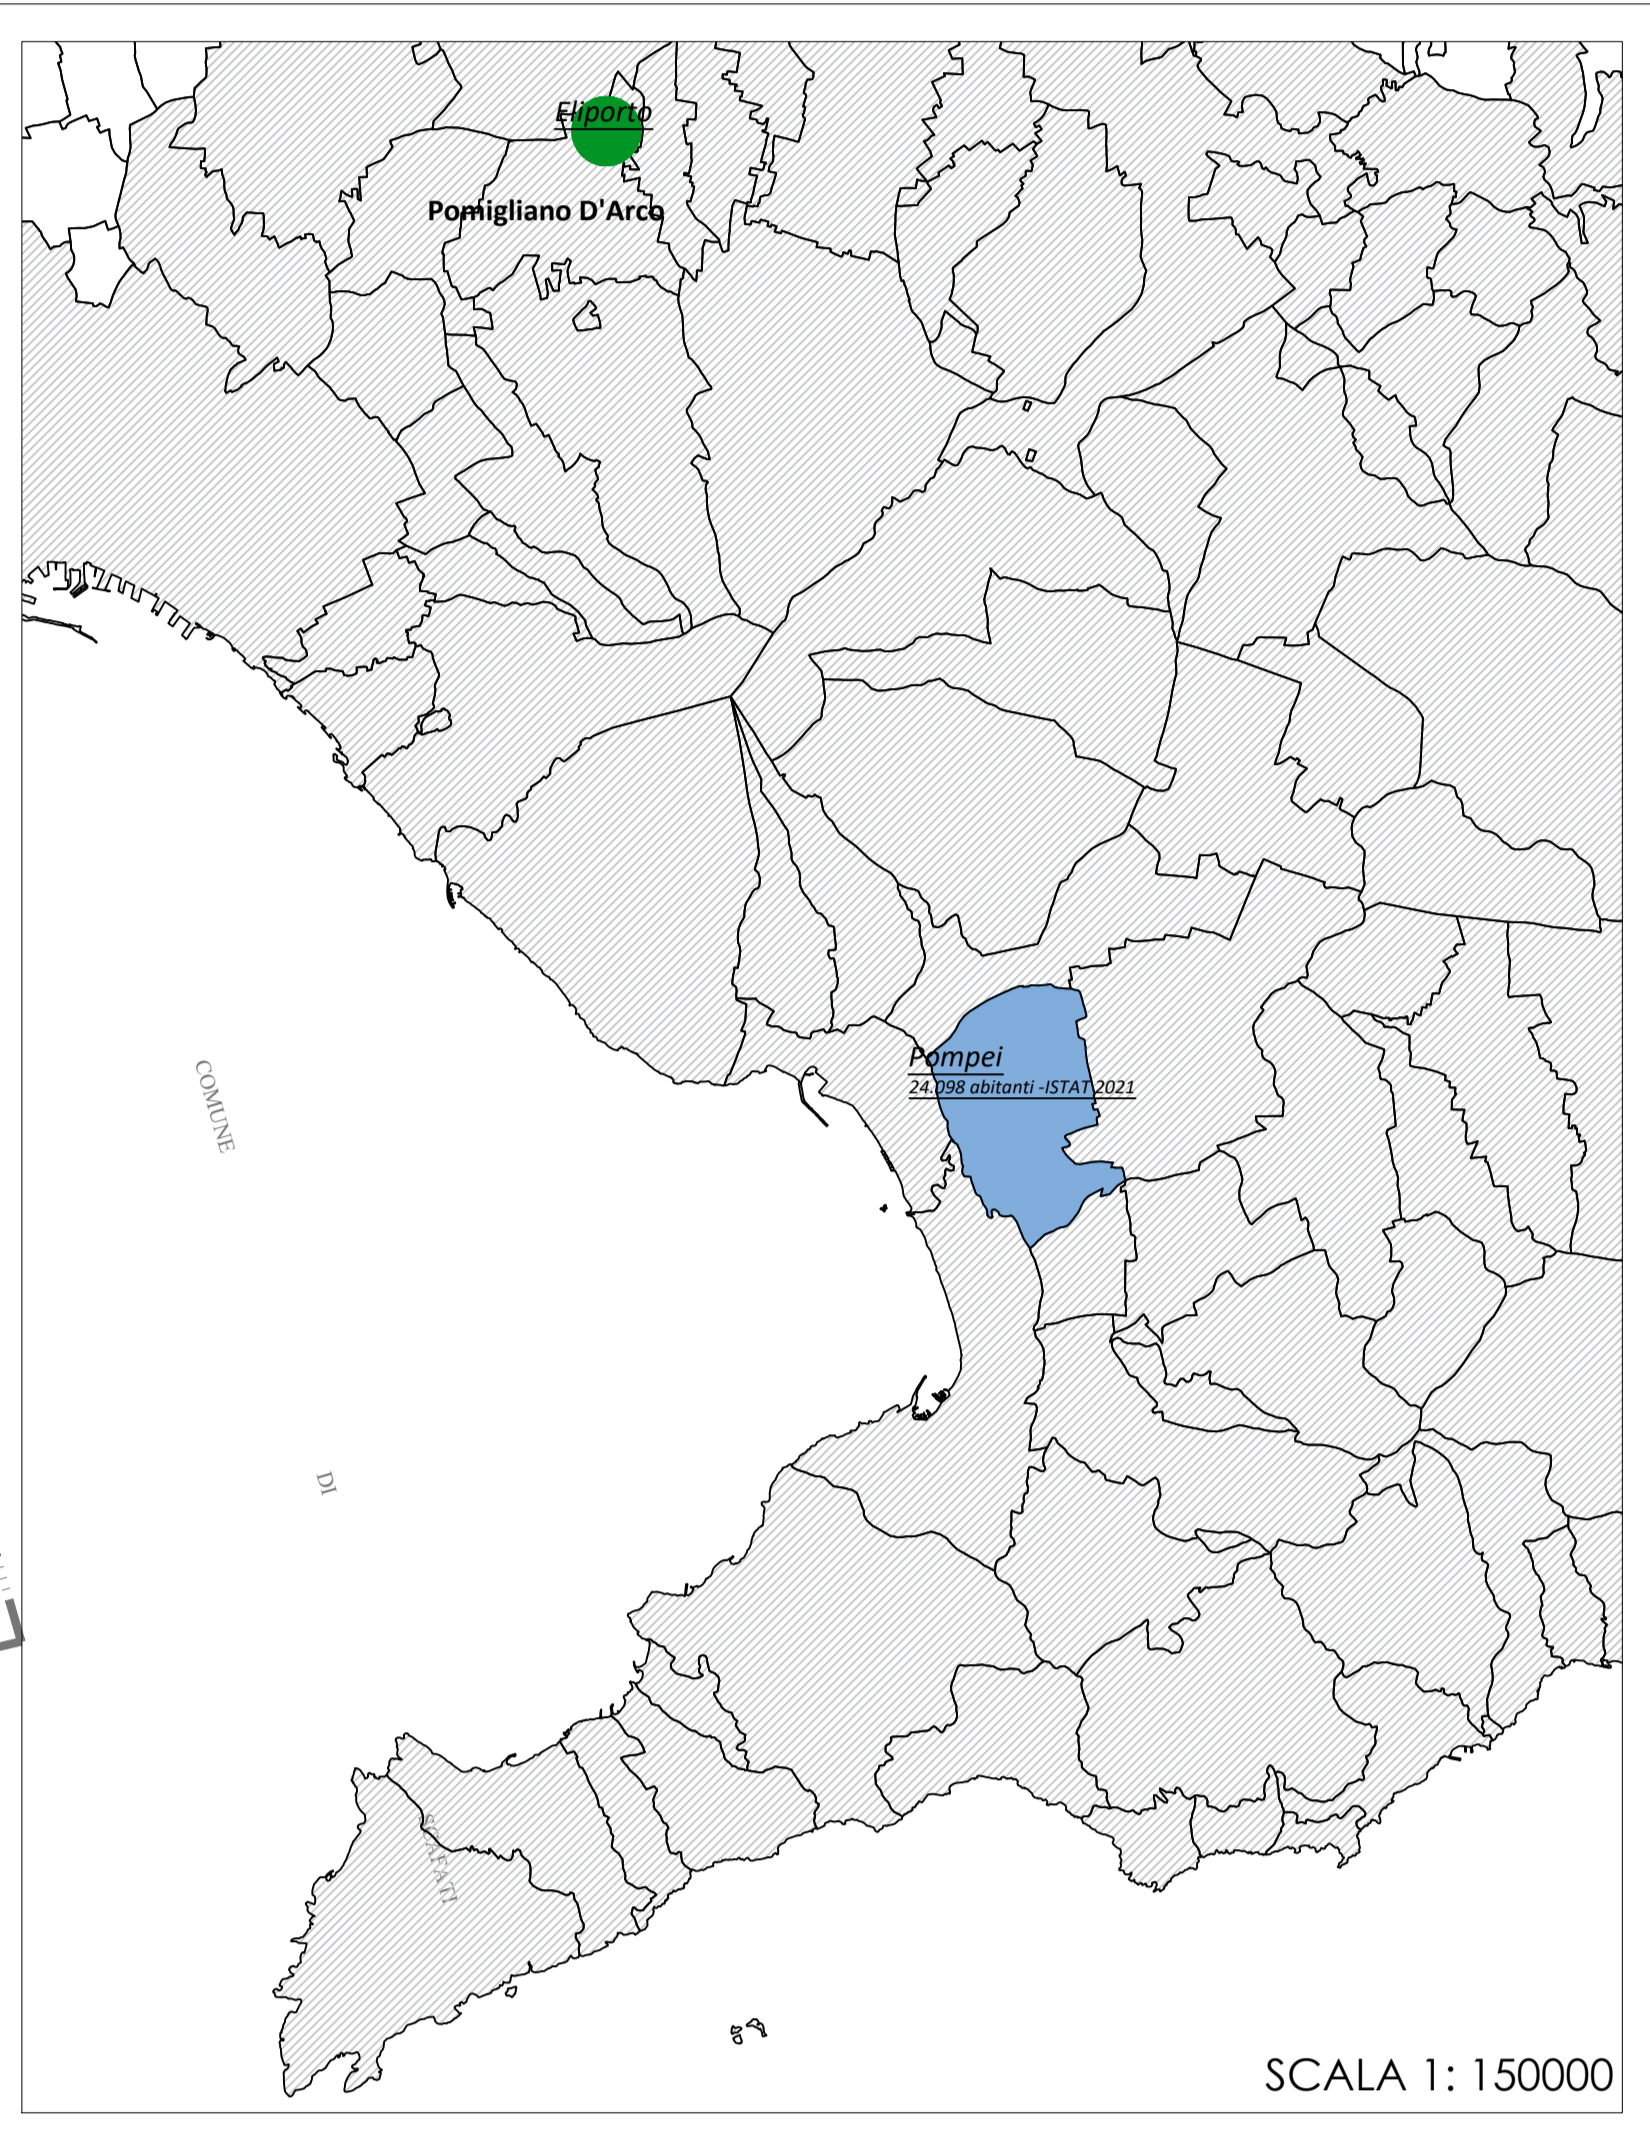 Eliporto
Pomigliano D'Arco
Pompei
24.098 abitanti -ISTAT 2021
COMUNE
DI
SCAFATI
SCALA 1: 150000